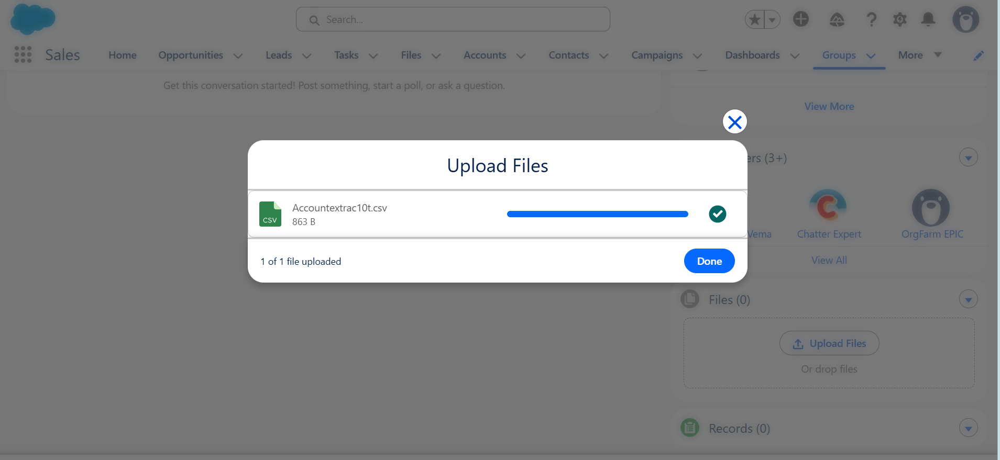 Search...
Sales
Home
Opportunities
Leads
Tasks
Files
Accounts
Contacts
Campaigns
Dashboards
Groups
More
Get this conversation started! Post something, start a poll, or ask a question.
View More
Upload Files
ers (3+)
CSV
Accountextrac10t.csv
863 B
Vema
Chatter Expert
OrgFarm EPIC
1 of 1 file uploaded
Done
View All
Files (0)
Upload Files
Or drop files
Records (0)